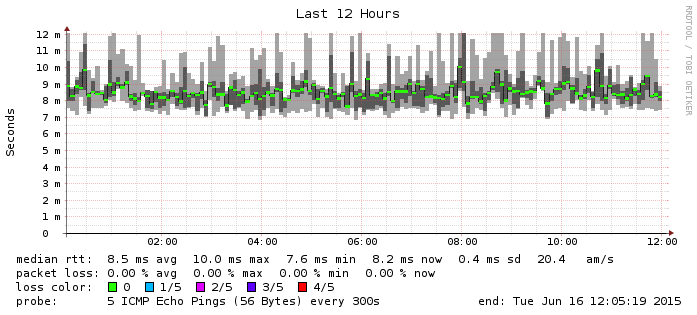 Last 12 Hours
RRDTOOL / TOBI OETIKER
Seconds
12 m
11 m
10 m
9 m
8 m
7 m
6 m
5 m
4 m
3 m
2 m
1 m
0
02:00 04:00 06:00 08:00 10:00 12:00
median rtt: 8.5 ms avg 10.0 ms max 7.6 ms min 8.2 ms now 0.4 ms sd 20.4 am/s
packet loss: 0.00 % avg 0.00 % max 0.00 % min 0.00 % now
loss color: 0 1/5 2/5 3/5 4/5
probe: 5 ICMP Echo Pings (56 Bytes) every 300s end: Tue Jun 16 12:05:19 2015